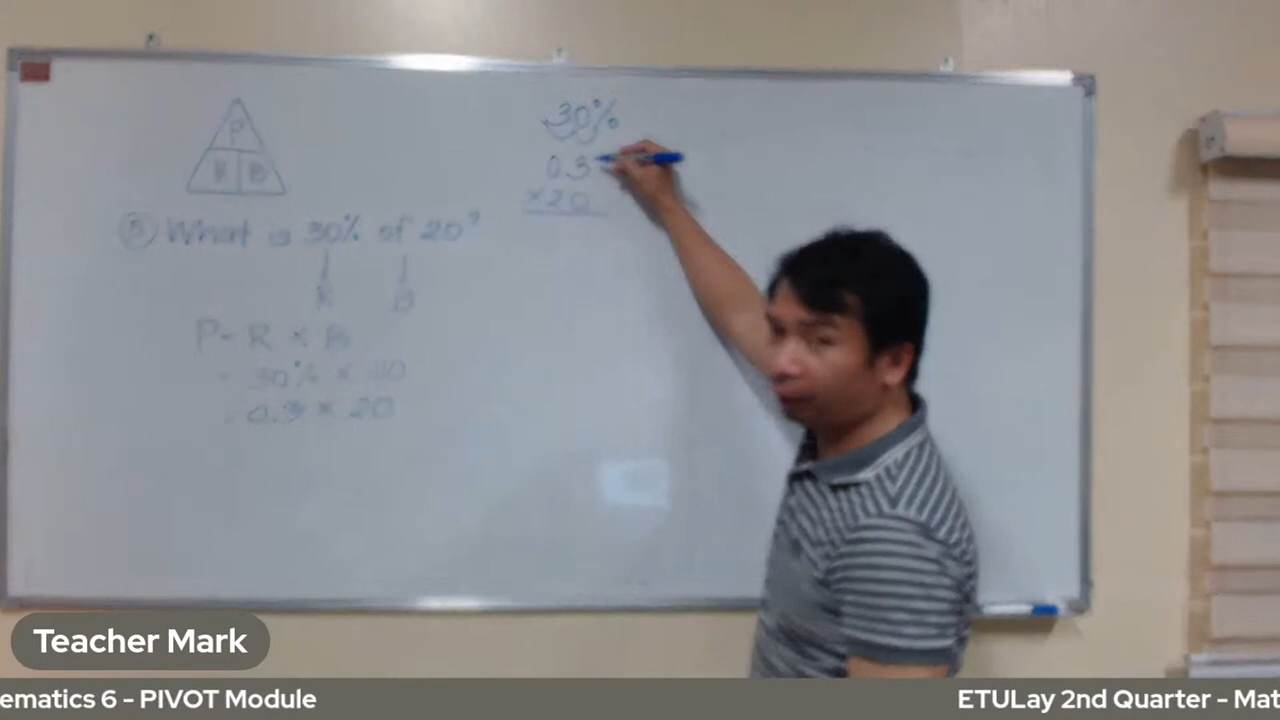 P
R B
30%
0.3
×20
What is 30% of 20?
R B
P= R × B
= 30% × 20
= 0.3 × 20
Teacher Mark
ematics 6 - PIVOT Module
ETULay 2nd Quarter - Mat